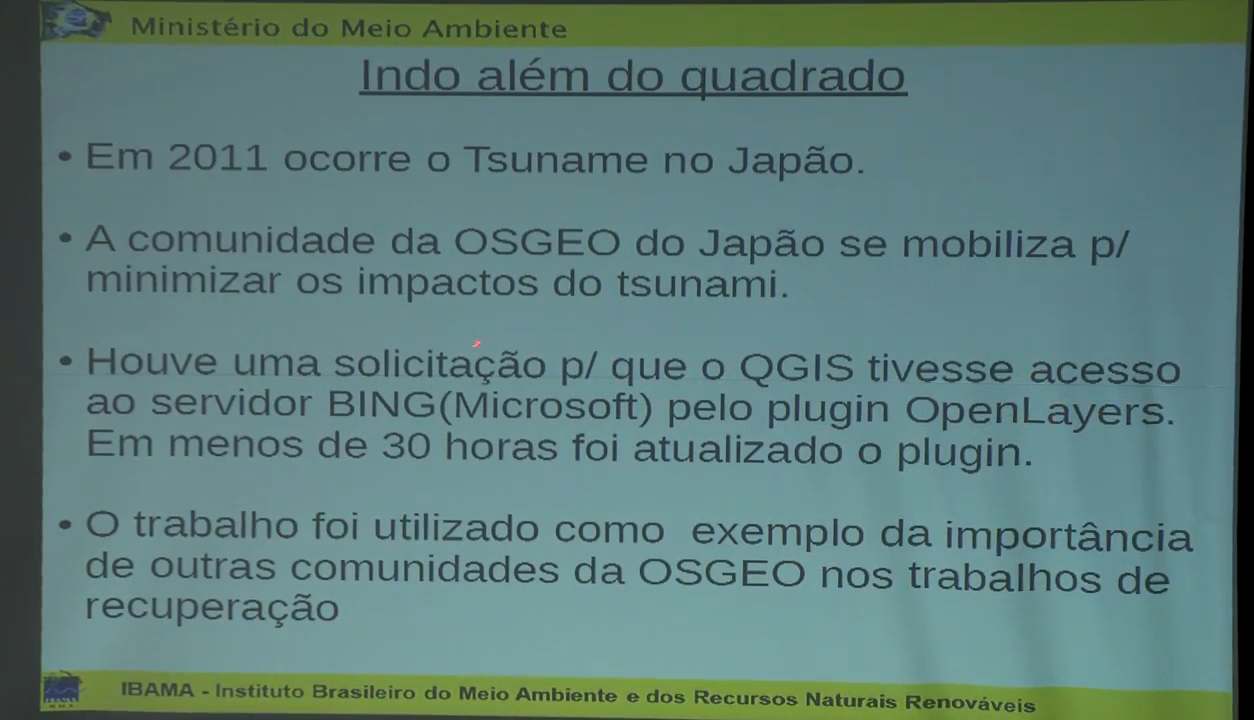 Ministério do Meio Ambiente
Indo além do quadrado
• Em 2011 ocorre o Tsuname no Japão.
• A comunidade da OSGEO do Japão se mobiliza p/
minimizar os impactos do tsunami.
• Houve uma solicitação p/ que o QGIS tivesse acesso
ao servidor BING(Microsoft) pelo plugin OpenLayers.
Em menos de 30 horas foi atualizado o plugin.
• O trabalho foi utilizado como exemplo da importância
de outras comunidades da OSGEO nos trabalhos de
recuperação
IBAMA - Instituto Brasileiro do Meio Ambiente e dos Recursos Naturais Renováveis